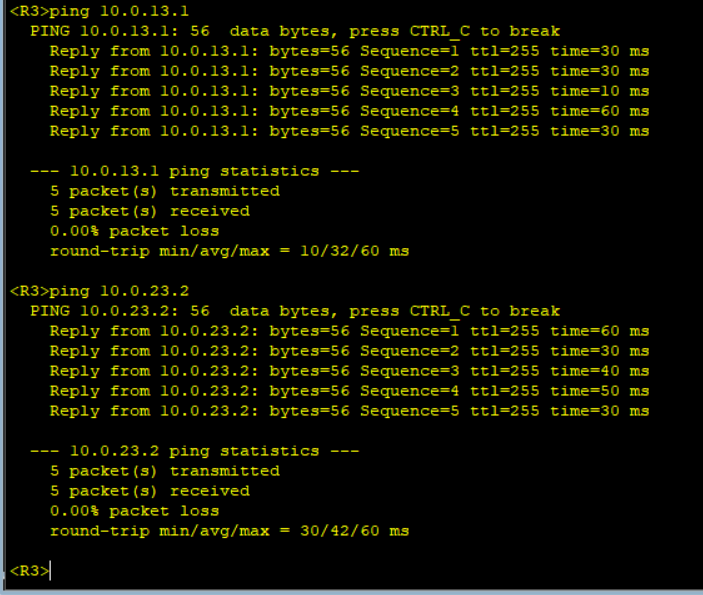 <R3>ping 10.0.13.1
PING 10.0.13.1: 56  data bytes, press CTRL_C to break
Reply from 10.0.13.1: bytes=56 Sequence=1 ttl=255 time=30 ms
Reply from 10.0.13.1: bytes=56 Sequence=2 ttl=255 time=30 ms
Reply from 10.0.13.1: bytes=56 Sequence=3 ttl=255 time=10 ms
Reply from 10.0.13.1: bytes=56 Sequence=4 ttl=255 time=60 ms
Reply from 10.0.13.1: bytes=56 Sequence=5 ttl=255 time=30 ms
--- 10.0.13.1 ping statistics ---
5 packet(s) transmitted
5 packet(s) received
0.00% packet loss
round-trip min/avg/max = 10/32/60 ms
<R3>ping 10.0.23.2
PING 10.0.23.2: 56  data bytes, press CTRL_C to break
Reply from 10.0.23.2: bytes=56 Sequence=1 ttl=255 time=60 ms
Reply from 10.0.23.2: bytes=56 Sequence=2 ttl=255 time=30 ms
Reply from 10.0.23.2: bytes=56 Sequence=3 ttl=255 time=40 ms
Reply from 10.0.23.2: bytes=56 Sequence=4 ttl=255 time=50 ms
Reply from 10.0.23.2: bytes=56 Sequence=5 ttl=255 time=30 ms
--- 10.0.23.2 ping statistics ---
5 packet(s) transmitted
5 packet(s) received
0.00% packet loss
round-trip min/avg/max = 30/42/60 ms
<R3>